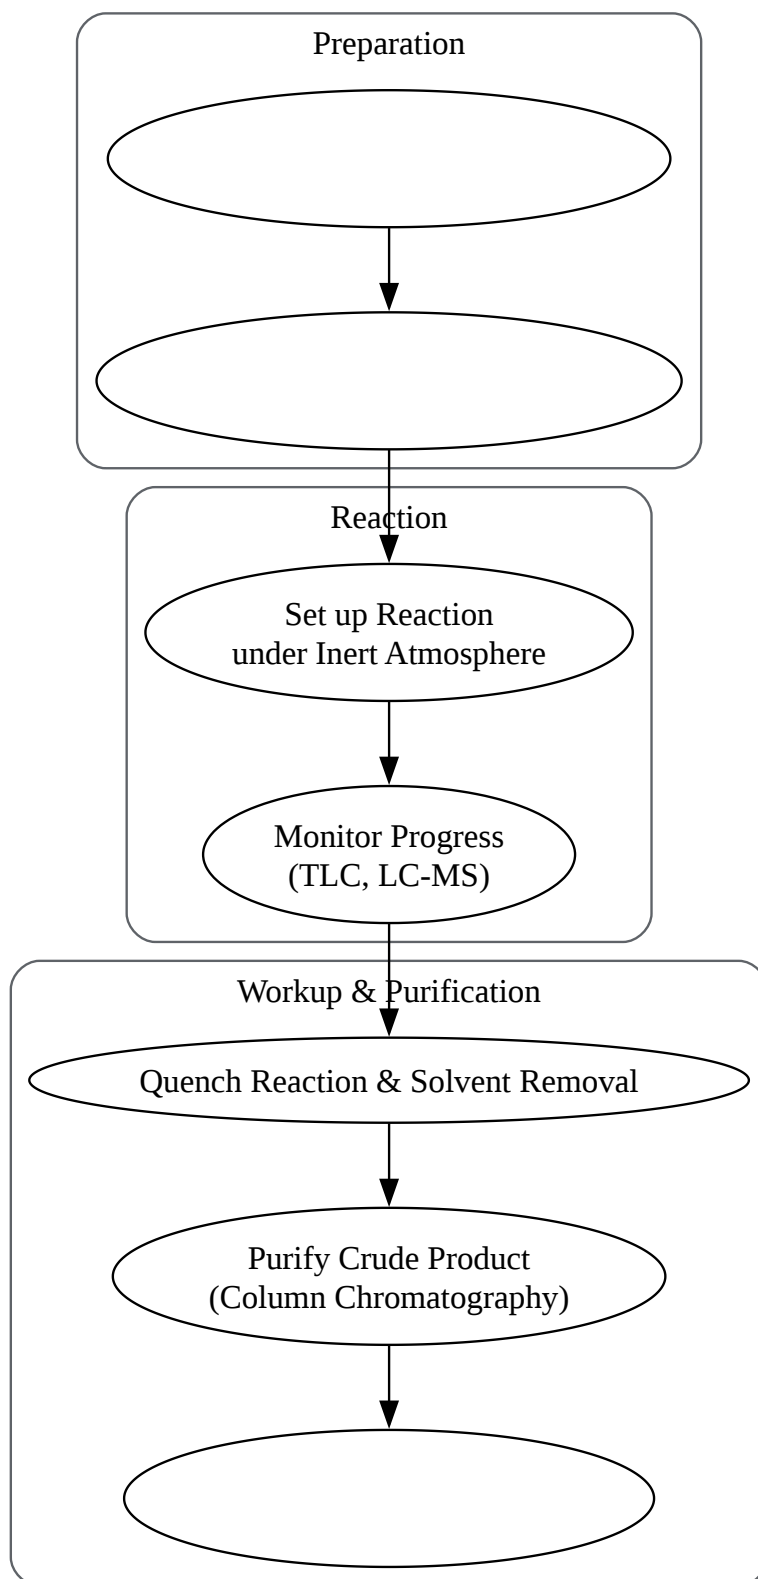 Preparation
Reaction
Set up Reaction
under Inert Atmosphere
Monitor Progress
(TLC, LC-MS)
Workup & Purification
Quench Reaction & Solvent Removal
Purify Crude Product
(Column Chromatography)